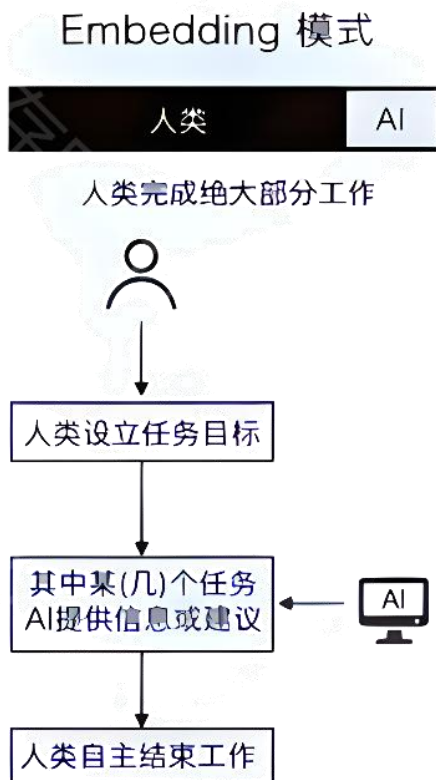 Embedding 模式
人类 AI
人类完成绝大部分工作
人类设立任务目标
其中某(几)个任务
AI提供信息或建议
AI
人类自主结束工作